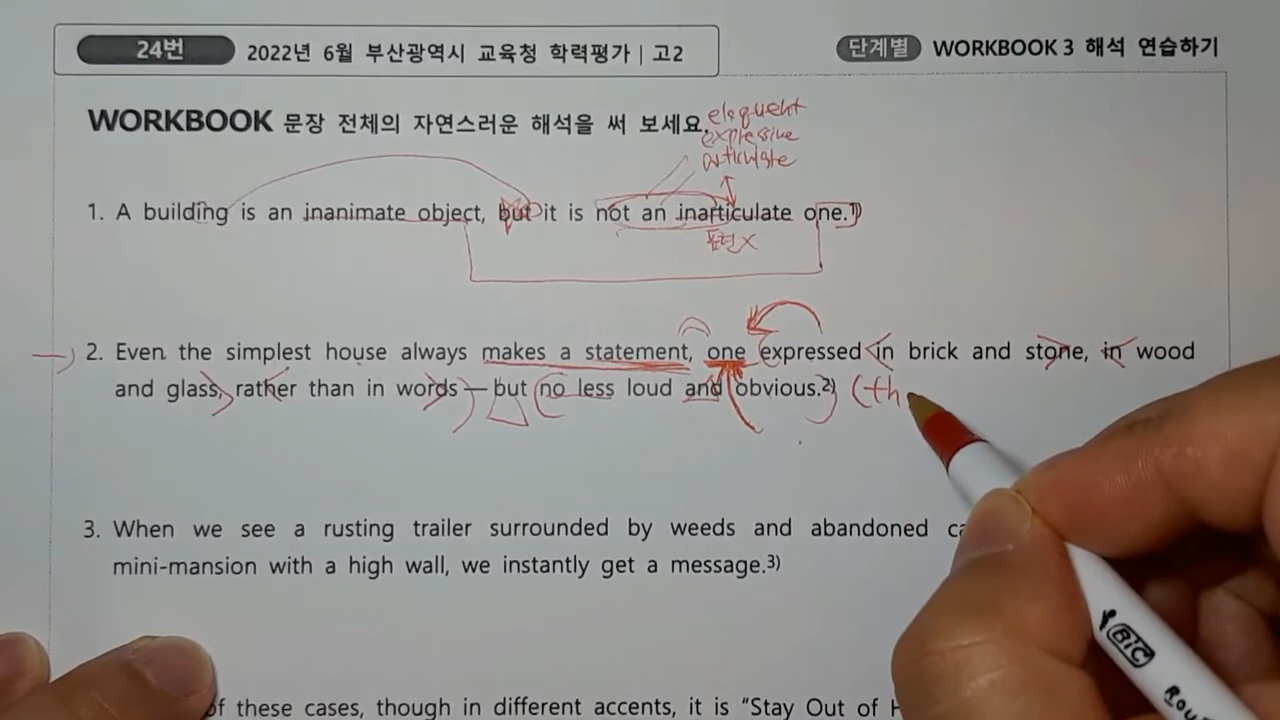 24번 2022년 6월 부산광역시 교육청 학력평가 | 고2 단계별 WORKBOOK 3 해석 연습하기
WORKBOOK 문장 전체의 자연스러운 해석을 써 보세요.
eloquent
expressive
articulate
1. A building is an inanimate object, but it is not an inarticulate one.1)
표현X
2. Even the simplest house always makes a statement, one expressed in brick and stone, in wood
and glass, rather than in words — but no less loud and obvious.2) (th
3. When we see a rusting trailer surrounded by weeds and abandoned
mini-mansion with a high wall, we instantly get a message.3)
of these cases, though in different accents, it is “Stay Out of
BIC